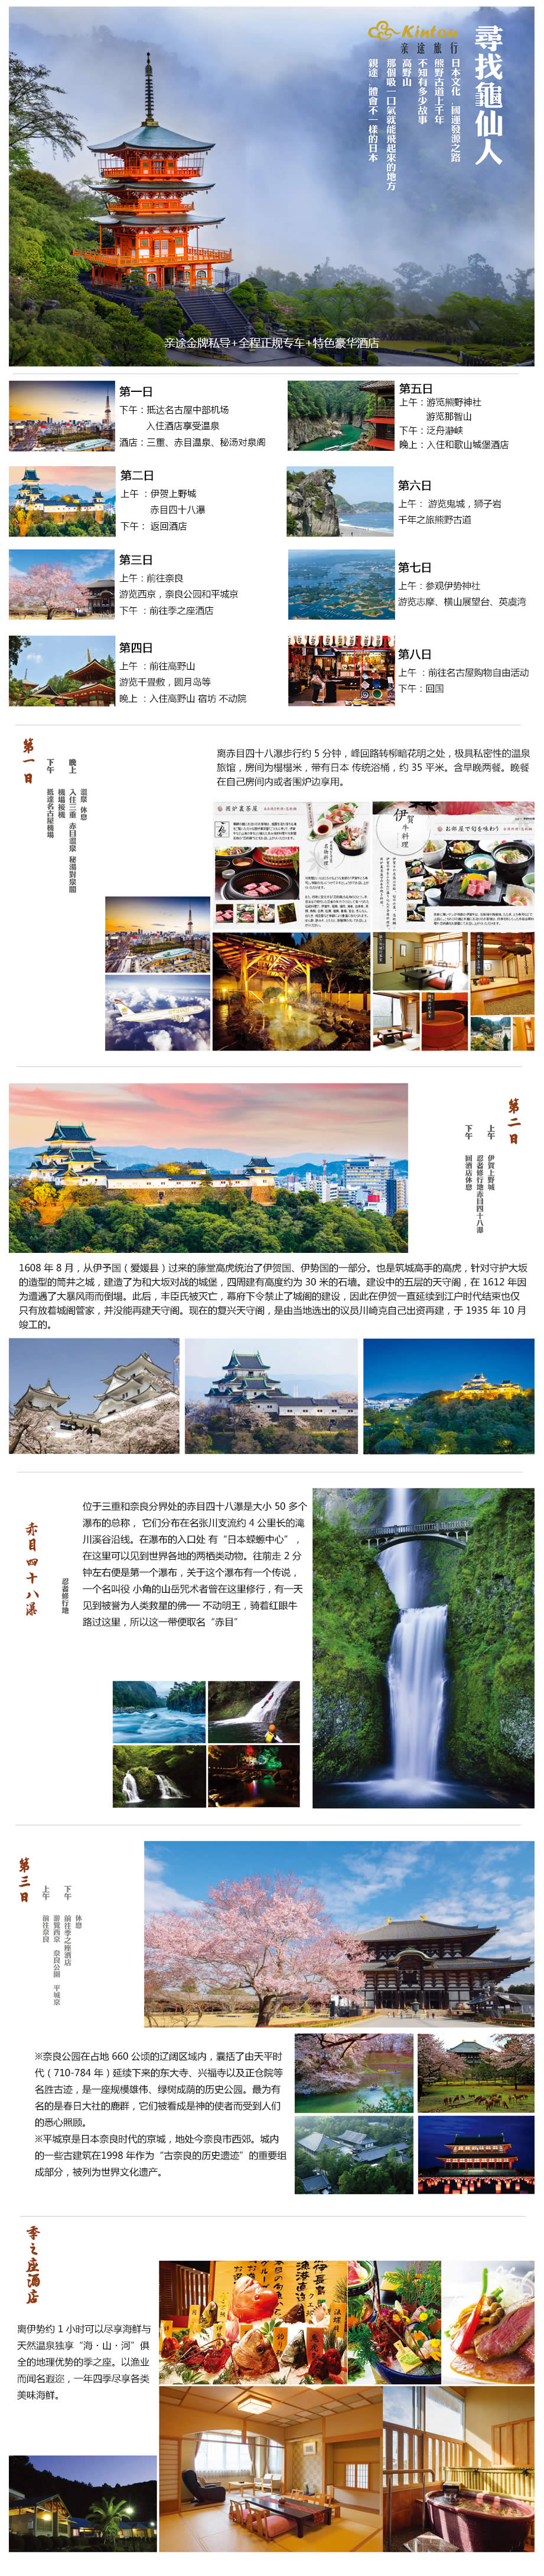 Kintou
亲途旅行
尋找龜仙人
日本文化．國運發源之路
熊野古道上千年
不知有多少故事
高野山
那個吸一口氣就能飛起來的地方
親途．體會不一樣的日本
亲途金牌私导+全程正规专车+特色豪华酒店
第一日
下午：抵达名古屋中部机场
入住酒店享受温泉
酒店：三重、赤目温泉、秘汤对泉阁
第二日
上午：伊贺上野城
赤目四十八瀑
下午：返回酒店
第三日
上午：前往奈良
游览西京，奈良公园和平城京
下午：前往季之座酒店
第四日
上午：前往高野山
游览千畳敷，圆月岛等
晚上：入住高野山 宿坊 不动院
第五日
上午：游览熊野神社
游览那智山
下午：泛舟瀞峡
晚上：入住和歌山城堡酒店
第六日
上午：游览鬼城，狮子岩
千年之旅熊野古道
第七日
上午：参观伊势神社
游览志摩、横山展望台、英虞湾
第八日
上午：前往名古屋购物自由活动
下午：回国
第一日
下午
抵達名古屋機場
機場接機
晚上
入住三重 赤目温泉 秘湯對泉閣
温泉 休息
离赤目四十八瀑步行约 5 分钟，峰回路转柳暗花明之处，极具私密性的温泉
旅馆，房间为榻榻米，带有日本 传统浴桶，约 35 平米。含早晚两餐。晚餐
在自己房间内或者围炉边享用。
伊賀牛料理
お部屋で旬を味わう
第二日
上午
伊賀上野城
忍者修行地赤目四十八瀑
下午
回酒店休息
1608 年 8 月，从伊予国（爱媛县）过来的藤堂高虎统治了伊贺国、伊势国的一部分。也是筑城高手的高虎，针对守护大坂
的造型的筒井之城，建造了为和大坂对战的城堡，四周建有高度约为 30 米的石墙。建设中的五层的天守阁，在 1612 年因
为遭遇了大暴风雨而倒塌。此后，丰臣氏被灭亡，幕府下令禁止了城阁的建设，因此在伊贺一直延续到江户时代结束也仅
只有放着城阁管家，并没能再建天守阁。现在的复兴天守阁，是由当地选出的议员川崎克自己出资再建，于 1935 年 10 月
竣工的。
赤目四十八瀑
忍者修行地
位于三重和奈良分界处的赤目四十八瀑是大小 50 多个
瀑布的总称， 它们分布在名张川支流约 4 公里长的滝
川溪谷沿线。在瀑布的入口处 有“日本蝾螈中心”，
在这里可以见到世界各地的两栖类动物。往前走 2 分
钟左右便是第一个瀑布，关于这个瀑布有一个传说，
一个名叫役 小角的山岳咒术者曾在这里修行，有一天
见到被誉为人类救星的佛── 不动明王，骑着红眼牛
路过这里，所以这一带便取名“赤目”
第三日
上午
前往奈良
游覽西京 奈良公園 平城京
下午
前往季之座酒店
休息
※奈良公园在占地 660 公顷的辽阔区域内，囊括了由天平时
代（710-784 年）延续下来的东大寺、兴福寺以及正仓院等
名胜古迹，是一座规模雄伟、绿树成荫的历史公园。最为有
名的是春日大社的鹿群，它们被看成是神的使者而受到人们
的悉心照顾。
※平城京是日本奈良时代的京城，地处今奈良市西郊。城内
的一些古建筑在1998 年作为“古奈良的历史遗迹”的重要组
成部分，被列为世界文化遗产。
季之座酒店
离伊势约 1 小时可以尽享海鲜与
天然温泉独享“海·山·河”俱
全的地理优势的季之座。以渔业
而闻名遐迩，一年四季尽享各类
美味海鲜。